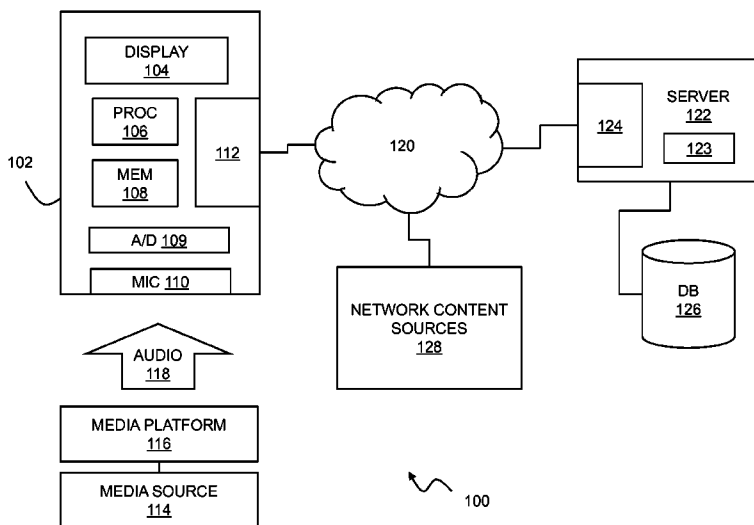 DISPLAY
104
PROC
106
MEM
108
112
A/D 109
MIC 110
102
AUDIO
118
MEDIA PLATFORM
116
MEDIA SOURCE
114
120
NETWORK CONTENT
SOURCES
128
SERVER
122
123
124
DB
126
100